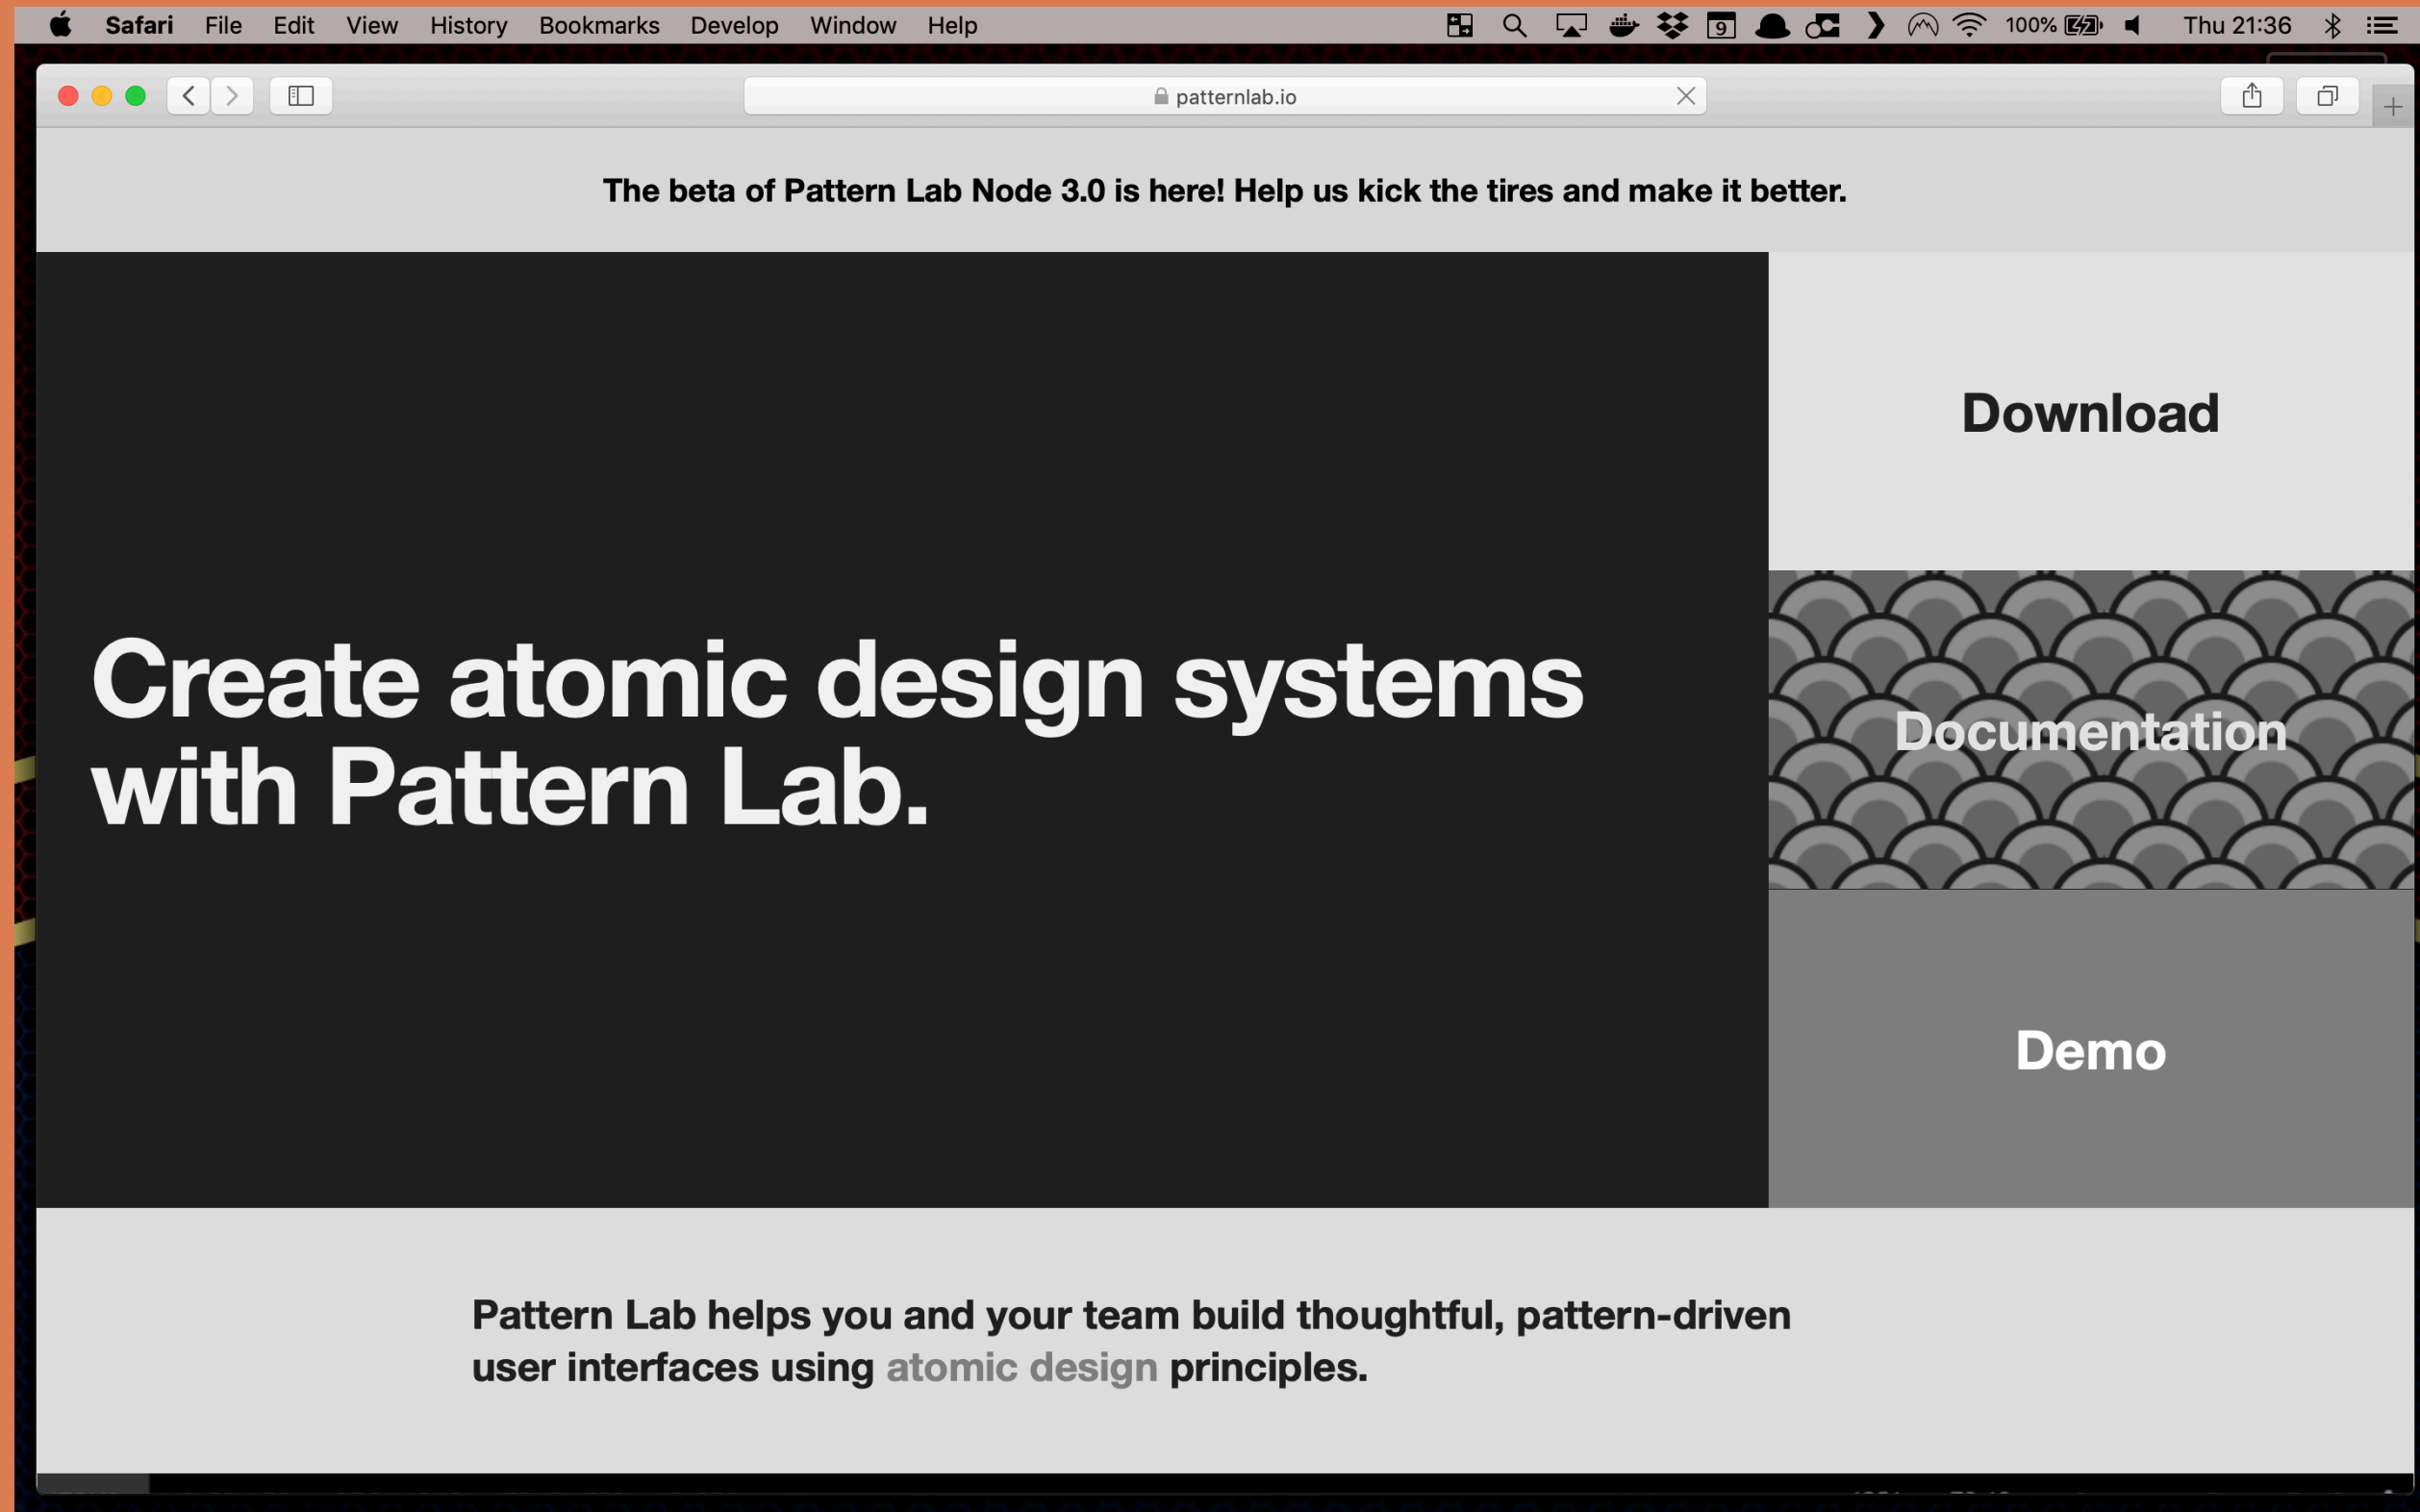 Safari File Edit View History Bookmarks Develop Window Help 9 100% Thu 21:36
patternlab.io
The beta of Pattern Lab Node 3.0 is here! Help us kick the tires and make it better.
Create atomic design systems
with Pattern Lab.
Download
Documentation
Demo
Pattern Lab helps you and your team build thoughtful, pattern-driven
user interfaces using atomic design principles.